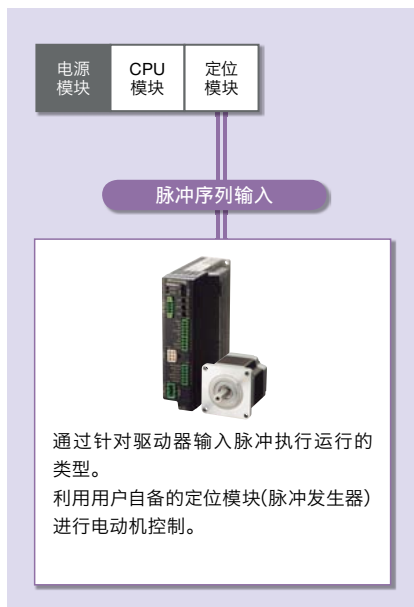 电源
模块
CPU
模块
定位
模块
脉冲序列输入
通过针对驱动器输入脉冲执行运行的
类型。
利用用户自备的定位模块(脉冲发生器)
进行电动机控制。